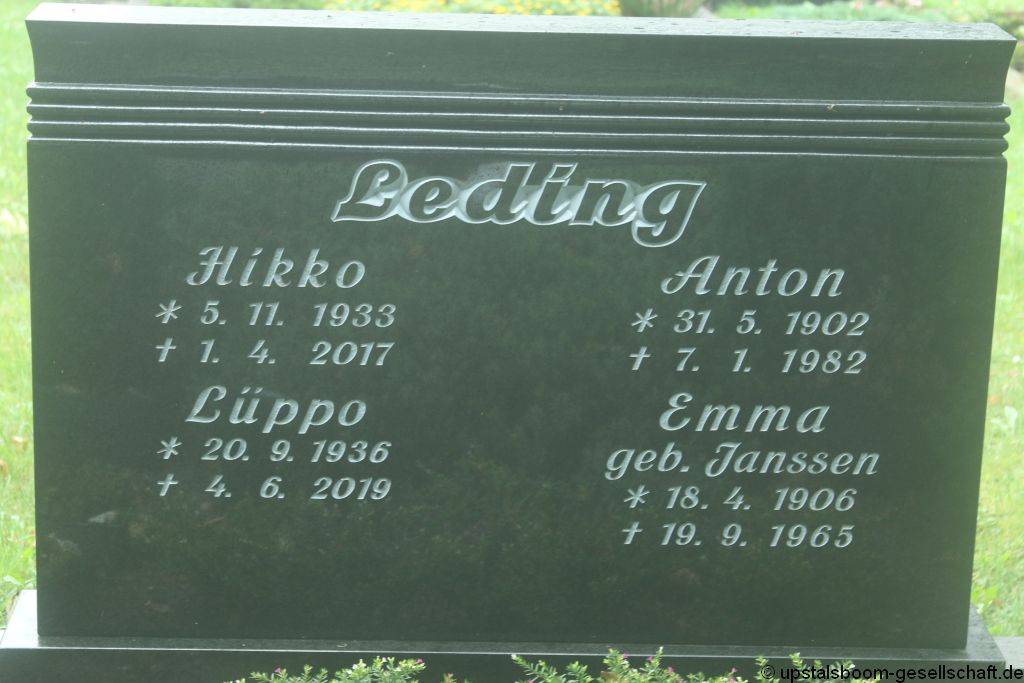 Leding
Hikko
* 5. 11. 1933
† 1. 4. 2017
Lüppo
* 20. 9. 1936
† 4. 6. 2019
Anton
* 31. 5. 1902
† 7. 1. 1982
Emma
geb. Janssen
* 18. 4. 1906
† 19. 9. 1965
© upstalsboom-gesellschaft.de